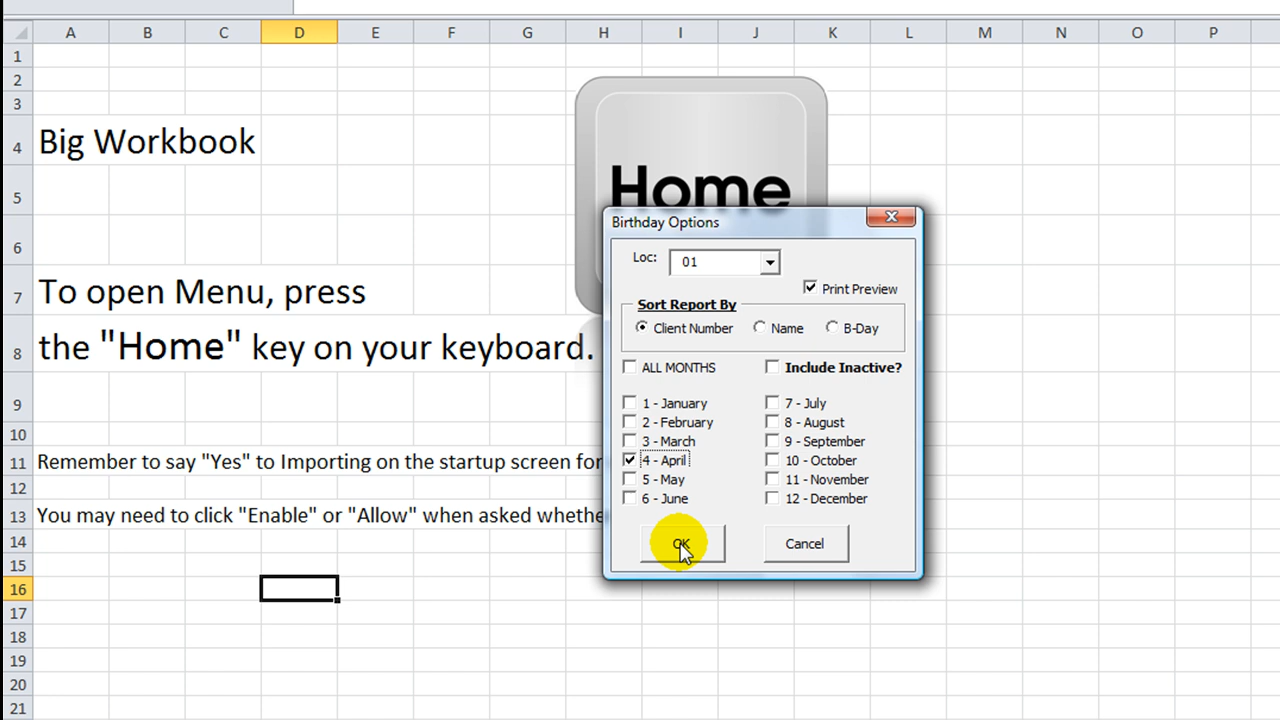 A B C D E F G H I J K L M N O P
1
2
3
4 Big Workbook
5
6
7 To open Menu, press
8 the "Home" key on your keyboard.
9
10
11 Remember to say "Yes" to Importing on the startup screen for
12
13 You may need to click "Enable" or "Allow" when asked
14
15
16
17
18
19
20
21
Home
Birthday Options
Loc: 01
Print Preview
Sort Report By
Client Number Name B-Day
ALL MONTHS Include Inactive?
1 - January 7 - July
2 - February 8 - August
3 - March 9 - September
4 - April 10 - October
5 - May 11 - November
6 - June 12 - December
OK Cancel